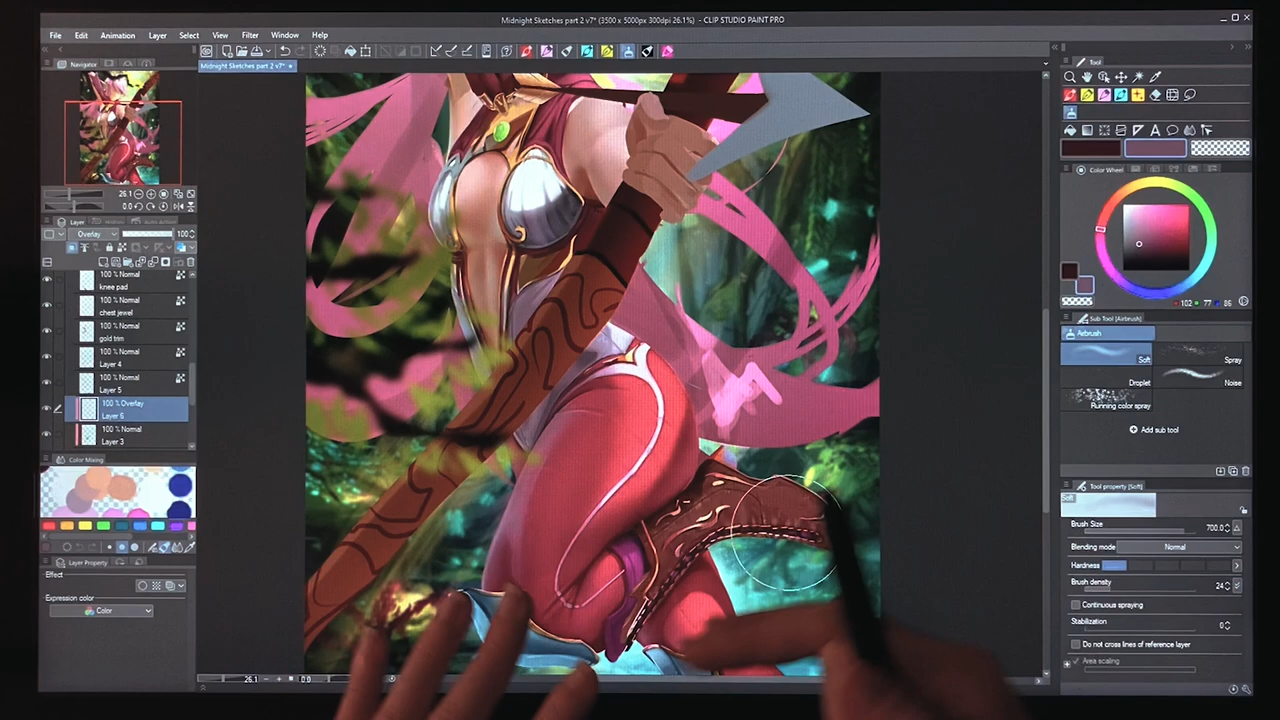 Midnight Sketches part 2 v7* (3500 x 5000px 300dpi 26.1%) - CLIP STUDIO PAINT PRO
File Edit Animation Layer Select View Filter Window Help
Midnight Sketches part 2 v7*
Navigator
26.1
0.0
Layer
Overlay 100
100 % Normal
knee pad
100 % Normal
chest jewel
100 % Normal
gold trim
100 % Normal
Layer 4
100 % Normal
Layer 5
100 % Overlay
Layer 6
100 % Normal
Layer 3
Color Mixing
Layer Property
Effect
Expression color
Color
26.1 0.0
Tool
Color Wheel
102 77 86
Sub Tool [Airbrush]
Airbrush
Soft
Spray
Droplet
Noise
Running color spray
Add sub tool
Tool property [Soft]
Soft
Brush Size 700.0
Blending mode Normal
Hardness
Brush density 24
Continuous spraying
Stabilization 0
Do not cross lines of reference layer
Area scaling